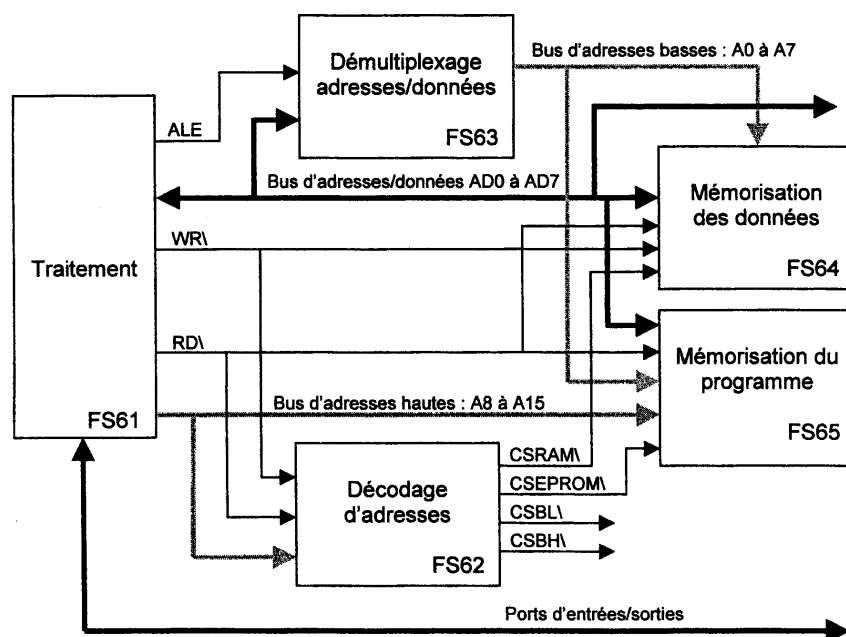 Démultiplexage
adresses/données
FS63
Bus d'adresses basses : A0 à A7
ALE
Bus d'adresses/données AD0 à AD7
Mémorisation
des données
FS64
WR\
Traitement
RD\
Mémorisation du
programme
FS65
Bus d'adresses hautes : A8 à A15
FS61
CSRAM\
CSEPROM\
CSBL\
CSBH\
Décodage
d'adresses
FS62
Ports d'entrées/sorties